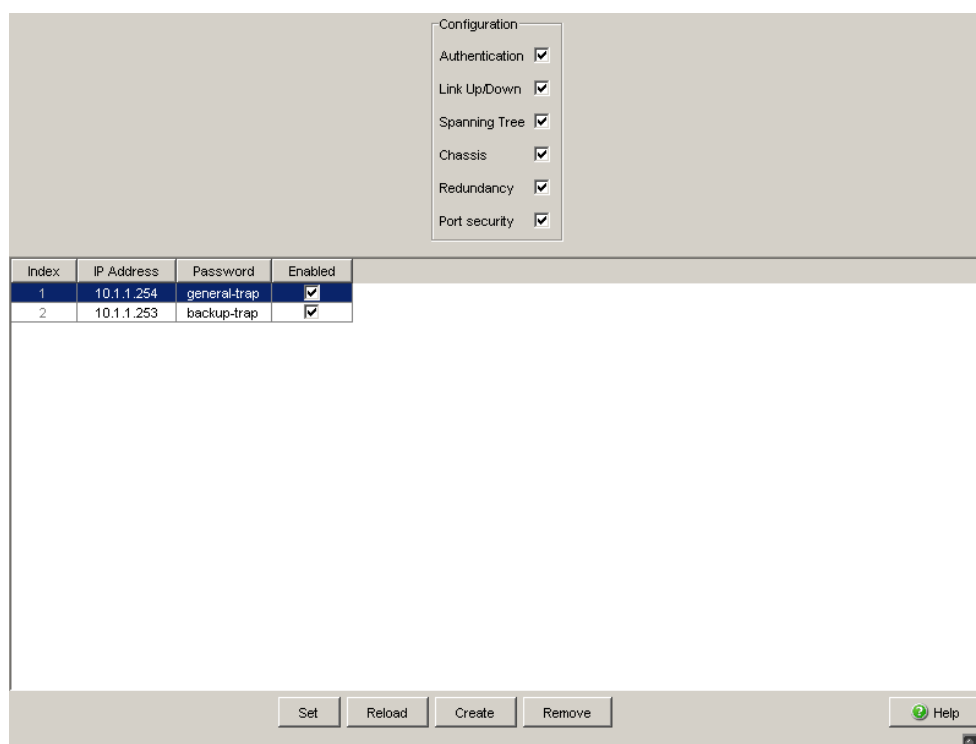 Configuration
Authentication
Link Up/Down
Spanning Tree
Chassis
Redundancy
Port security
Index IP Address Password Enabled
1 10.1.1.254 general-trap
2 10.1.1.253 backup-trap
Set Reload Create Remove Help